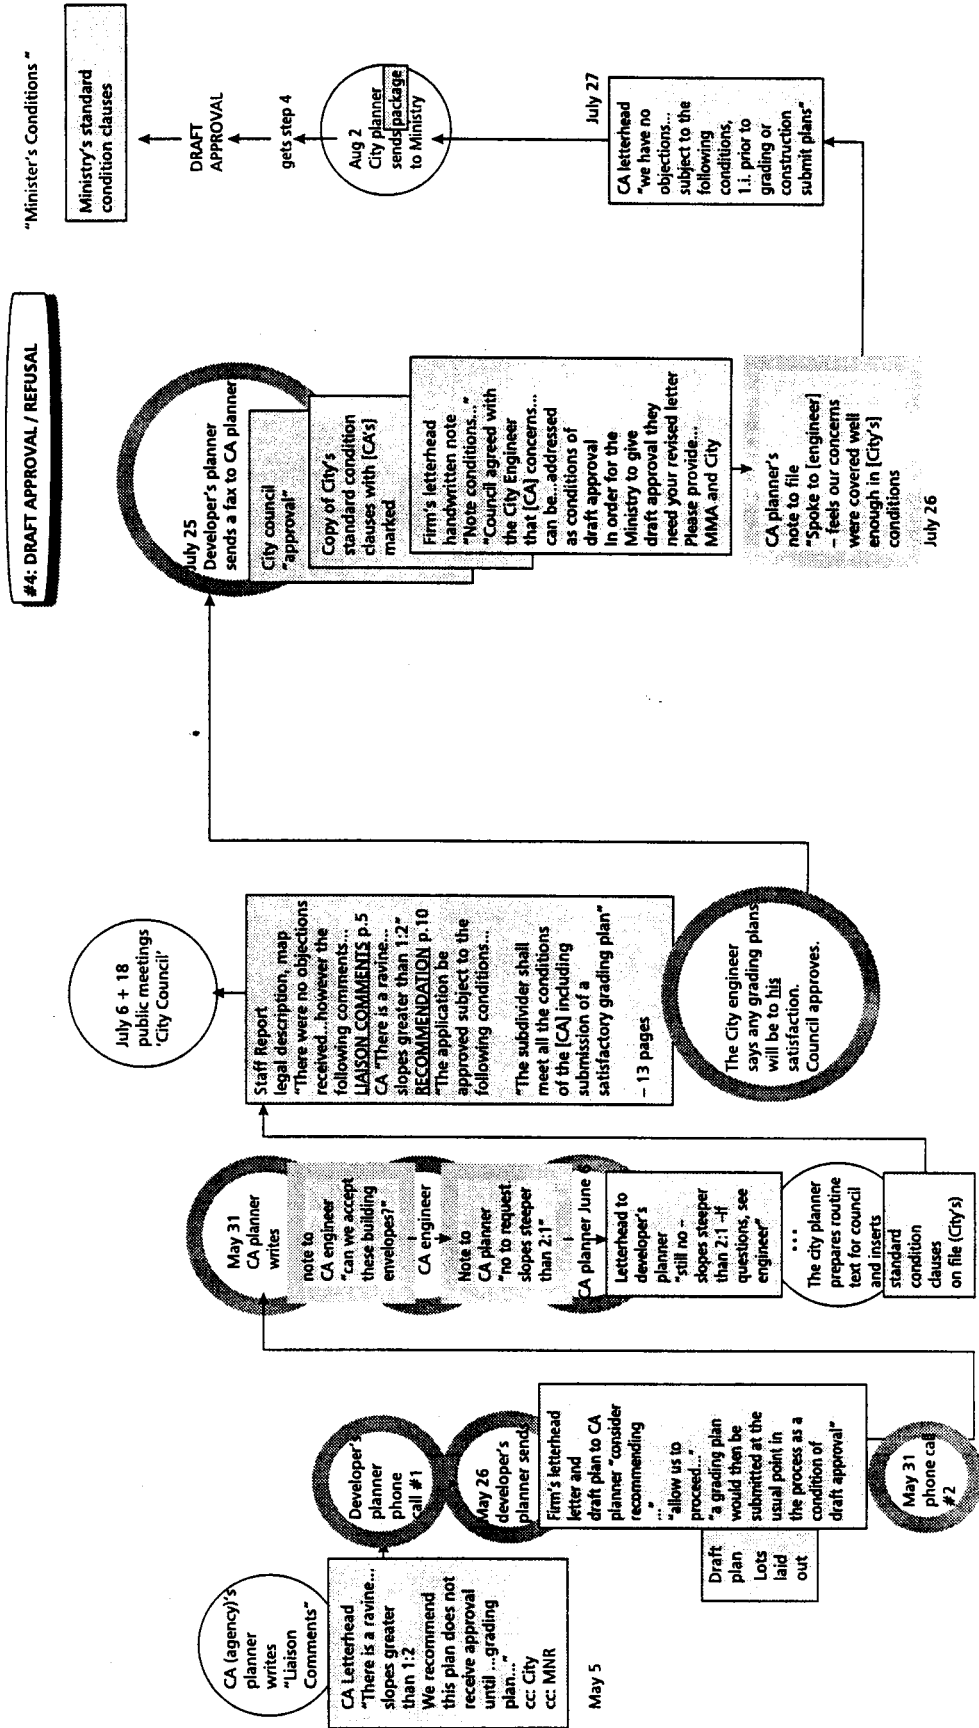 #4: DRAFT APPROVAL / REFUSAL
CA (agency)'s
planner
writes
"Liaison
Comments"
CA Letterhead
"There is a ravine...
slopes greater
than 1:2
We recommend
this plan does not
receive approval
until ...grading
plan..."
cc: City
cc: MNR
May 5
Developer's
planner
phone
call #1
May 26
developer's
planner sends
Firm's letterhead
letter and
draft plan to CA
planner "consider
recommending
..."
"allow us to
proceed..."
"a grading plan
would then be
submitted at the
usual point in
the process as a
condition of
draft approval"
Draft
plan
Lots
laid
out
May 31
phone call
#2
May 31
CA planner
writes
note to
CA engineer
"can we accept
these building
envelopes?"
CA engineer
Note to
CA planner
"no to request
slopes steeper
than 2:1"
CA planner June 6
Letterhead to
developer's
planner
"still no –
slopes steeper
than 2:1 -If
questions, see
engineer"
...
The city planner
prepares routine
text for council
and inserts
standard
condition
clauses
on file (City's)
July 6 + 18
public meetings
'City Council'
Staff Report
legal description, map
"There were no objections
received...however the
following comments...
LIAISON COMMENTS p.5
CA "There is a ravine...
slopes greater than 1:2"
RECOMMENDATION p.10
"The application be
approved subject to the
following conditions...
"The subdivider shall
meet all the conditions
of the [CA] including
submission of a
satisfactory grading plan"
– 13 pages
The City engineer
says any grading plans
will be to his
satisfaction.
Council approves.
July 25
Developer's planner
sends a fax to CA planner
City council
"approval"
Copy of City's
standard condition
clauses with [CA's]
marked
Firm's letterhead
handwritten note
"Note conditions..."
"Council agreed with
the City Engineer
that [CA] concerns...
can be...addressed
as conditions of
draft approval
In order for the
Ministry to give
draft approval they
need your revised letter
Please provide...
MMA and City
CA planner's
note to file
"Spoke to [engineer]
– feels our concerns
were covered well
enough in [City's]
conditions
July 26
"Minister's Conditions "
Ministry's standard
condition clauses
DRAFT
APPROVAL
gets step 4
Aug 2
City planner
sends package
to Ministry
July 27
CA letterhead
"we have no
objections...
subject to the
following
conditions,
1.i. prior to
grading or
construction
submit plans"